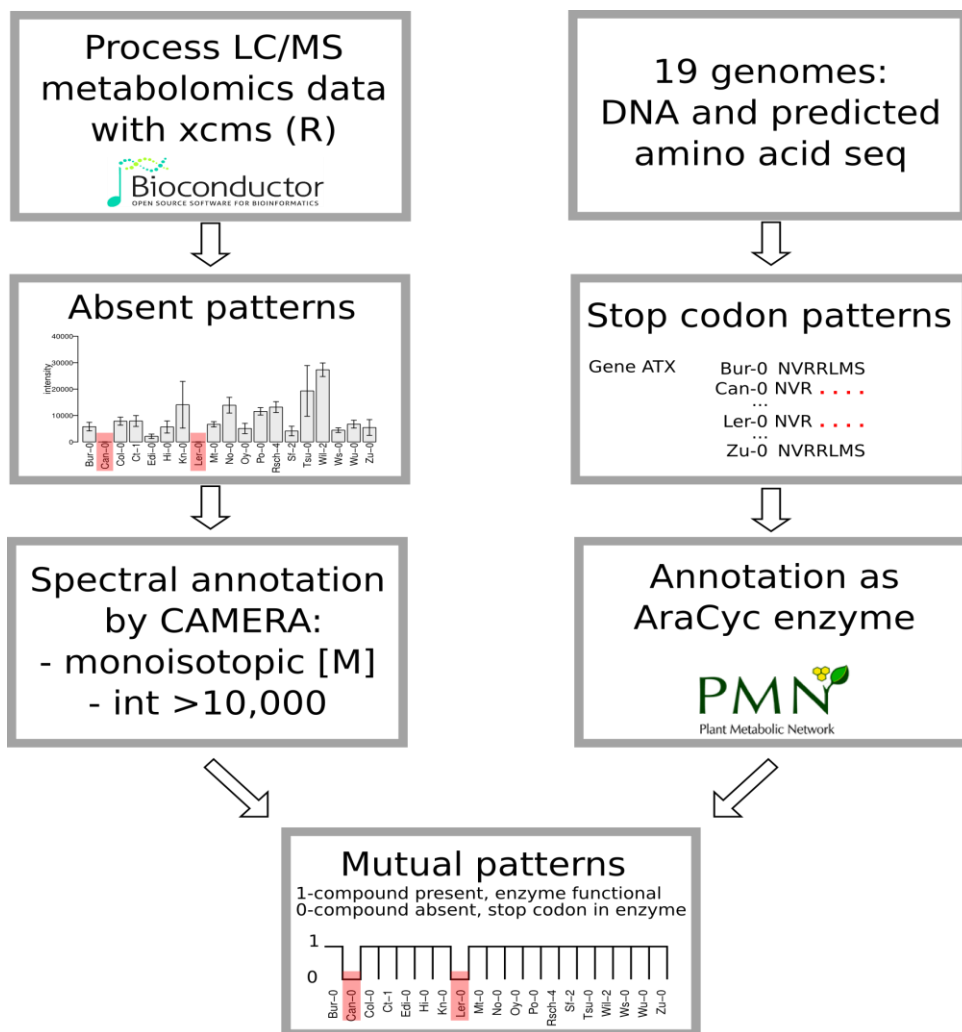 Process LC/MS
metabolomics data
with xcms (R)
Bioconductor
OPEN SOURCE SOFTWARE FOR BIOINFORMATICS
19 genomes:
DNA and predicted
amino acid seq
Absent patterns
intensity
40000
30000
20000
10000
0
Bur-0
Can-0
Col-0
Ct-1
Edi-0
Hi-0
Kn-0
Ler-0
Mt-0
No-0
Oy-0
Po-0
Rsch-4
Sf-2
Tsu-0
Wil-2
Ws-0
Wu-0
Zu-0
Stop codon patterns
Gene ATX
Bur-0 NVRRLMS
Can-0 NVR . . . .
...
Ler-0 NVR . . . .
...
Zu-0 NVRRLMS
Spectral annotation
by CAMERA:
- monoisotopic [M]
- int >10,000
Annotation as
AraCyc enzyme
PMN
Plant Metabolic Network
Mutual patterns
1-compound present, enzyme functional
0-compound absent, stop codon in enzyme
1
0
Bur-0
Can-0
Col-0
Ct-1
Edi-0
Hi-0
Kn-0
Ler-0
Mt-0
No-0
Oy-0
Po-0
Rsch-4
Sf-2
Tsu-0
Wil-2
Ws-0
Wu-0
Zu-0